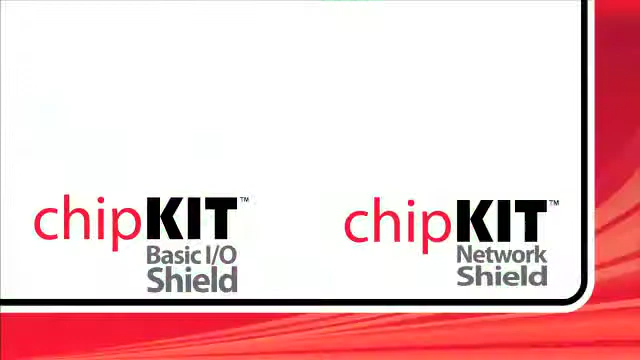 chipKIT™
Basic I/O
Shield
chipKIT™
Network
Shield